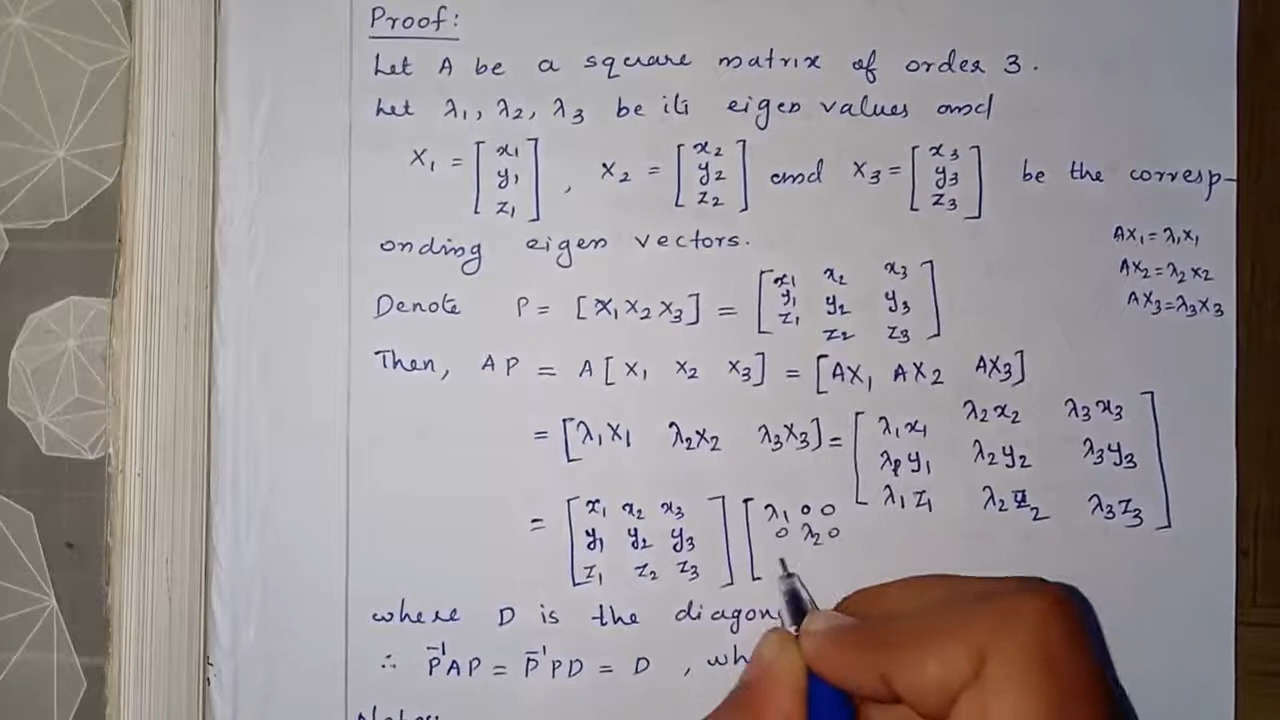 Proof:
Let A be a square matrix of order 3.
Let λ₁, λ₂, λ₃ be its eigen values and
X₁ = [x₁ y₁ z₁], X₂ = [x₂ y₂ z₂] and X₃ = [x₃ y₃ z₃] be the corresp-
onding eigen vectors.
AX₁ = λ₁X₁
AX₂ = λ₂X₂
AX₃ = λ₃X₃
Denote P = [X₁ X₂ X₃] = [x₁ x₂ x₃ y₁ y₂ y₃ z₁ z₂ z₃]
Then, AP = A[X₁ X₂ X₃] = [AX₁ AX₂ AX₃]
= [λ₁X₁ λ₂X₂ λ₃X₃] = [λ₁x₁ λ₂x₂ λ₃x₃ λ₁y₁ λ₂y₂ λ₃y₃ λ₁z₁ λ₂z₂ λ₃z₃]
= [x₁ x₂ x₃ y₁ y₂ y₃ z₁ z₂ z₃] [λ₁ 0 0 0 λ₂ 0
where D is the diagon
∴ P⁻¹AP = P⁻¹PD = D , wh